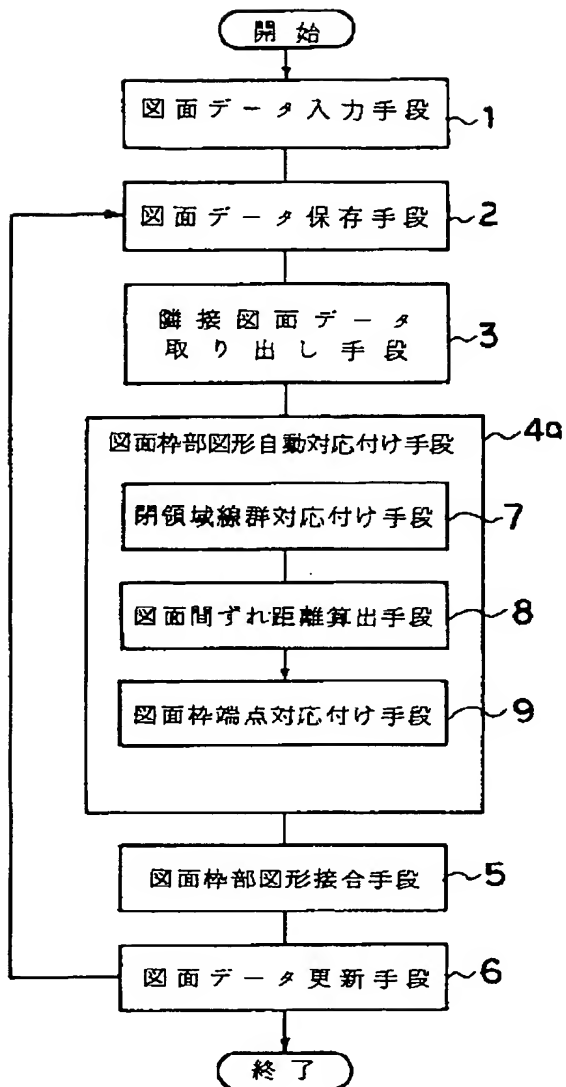 開始
図面データ入力手段
1
図面データ保存手段
2
隣接図面データ
取り出し手段
3
図面枠部図形自動対応付け手段
4a
閉領域線群対応付け手段
7
図面間ずれ距離算出手段
8
図面枠端点対応付け手段
9
図面枠部図形接合手段
5
図面データ更新手段
6
終了